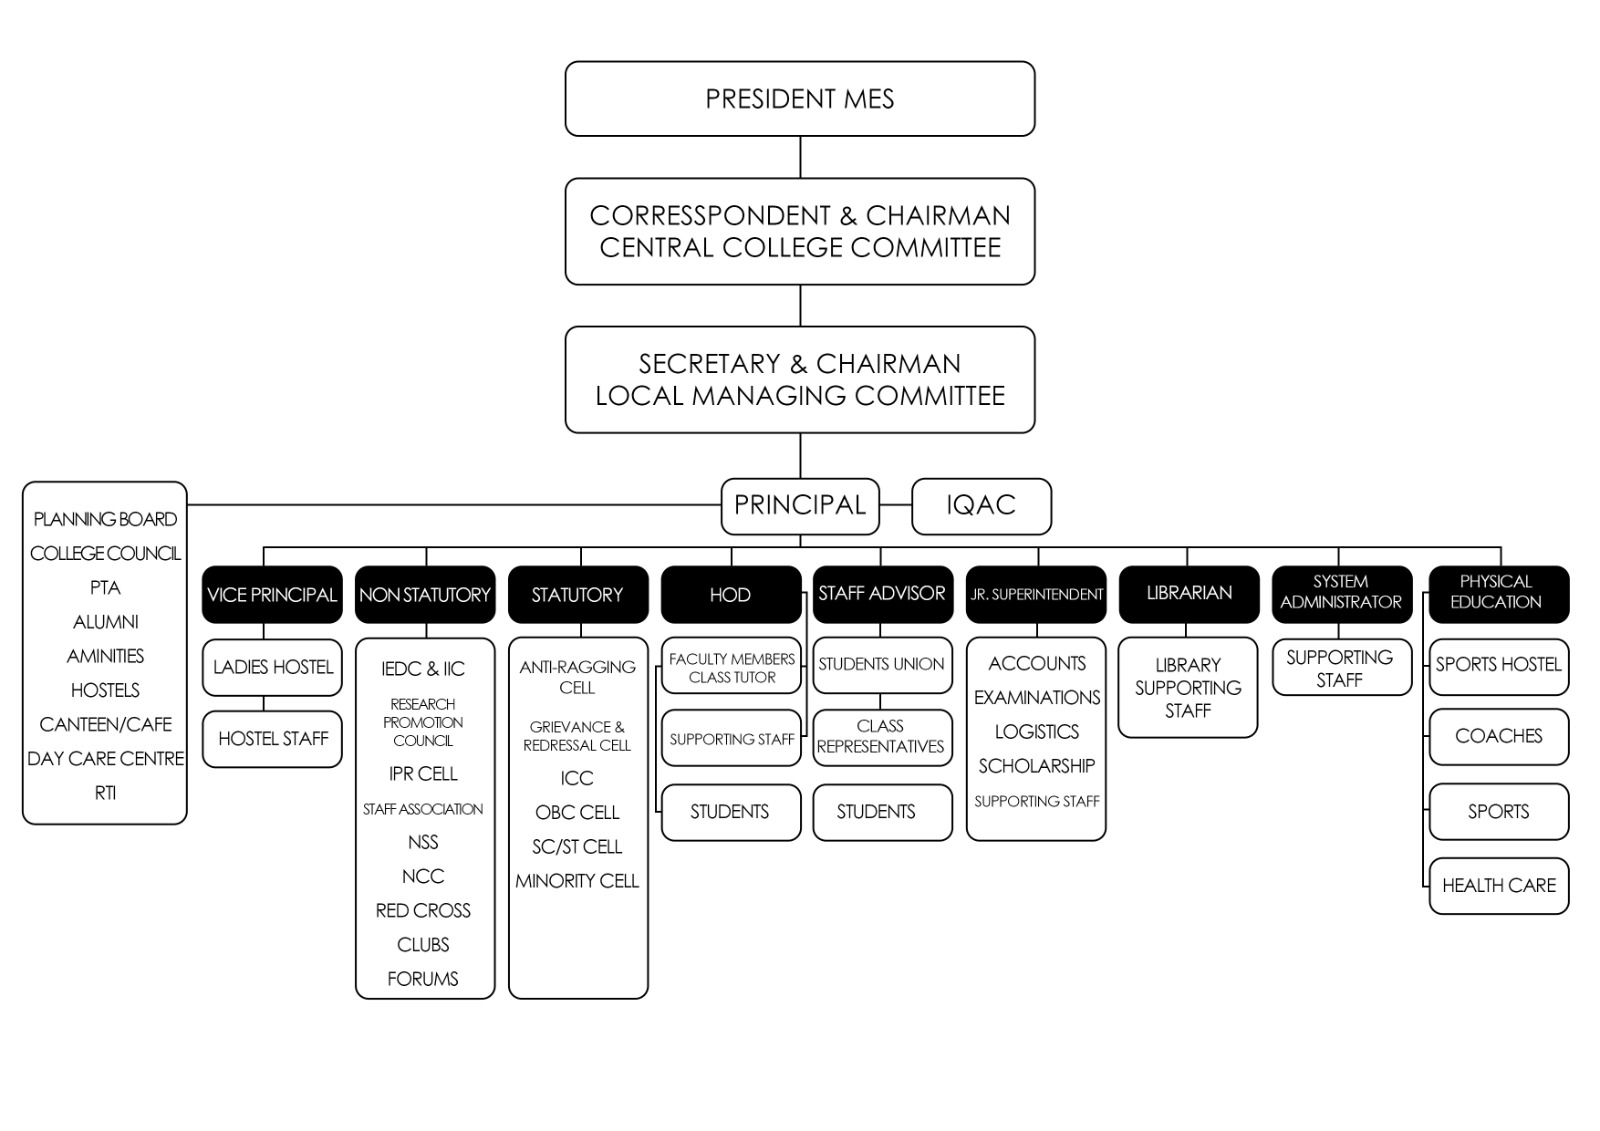 PRESIDENT MES
CORRESSPONDENT & CHAIRMAN
CENTRAL COLLEGE COMMITTEE
SECRETARY & CHAIRMAN
LOCAL MANAGING COMMITTEE
PRINCIPAL
IQAC
PLANNING BOARD
COLLEGE COUNCIL
PTA
ALUMNI
AMINITIES
HOSTELS
CANTEEN/CAFE
DAY CARE CENTRE
RTI
VICE PRINCIPAL
LADIES HOSTEL
HOSTEL STAFF
NON STATUTORY
IEDC & IIC
RESEARCH
PROMOTION
COUNCIL
IPR CELL
STAFF ASSOCIATION
NSS
NCC
RED CROSS
CLUBS
FORUMS
STATUTORY
ANTI-RAGGING
CELL
GRIEVANCE &
REDRESSAL CELL
ICC
OBC CELL
SC/ST CELL
MINORITY CELL
HOD
FACULTY MEMBERS
CLASS TUTOR
SUPPORTING STAFF
STUDENTS
STAFF ADVISOR
STUDENTS UNION
CLASS
REPRESENTATIVES
STUDENTS
JR. SUPERINTENDENT
ACCOUNTS
EXAMINATIONS
LOGISTICS
SCHOLARSHIP
SUPPORTING STAFF
LIBRARIAN
LIBRARY
SUPPORTING
STAFF
SYSTEM
ADMINISTRATOR
SUPPORTING
STAFF
PHYSICAL
EDUCATION
SPORTS HOSTEL
COACHES
SPORTS
HEALTH CARE